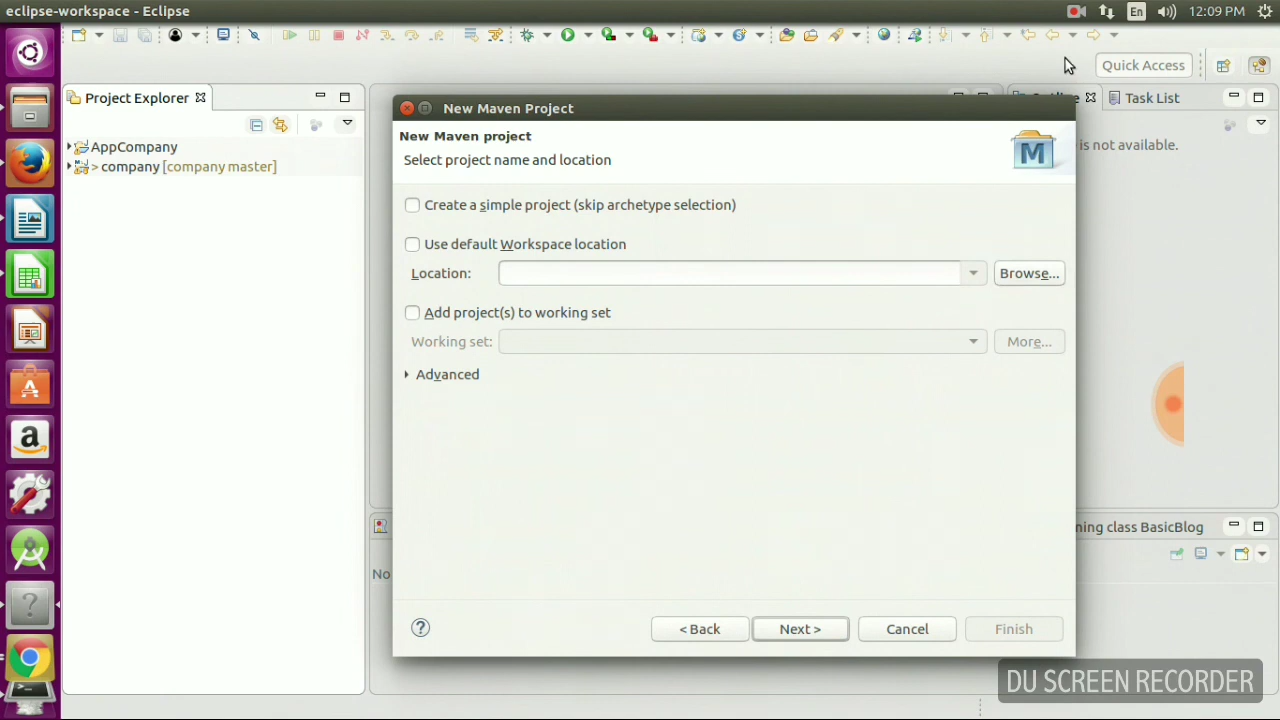 eclipse-workspace - Eclipse
En
12:09 PM
Quick Access
Project Explorer
AppCompany
> company [company master]
New Maven Project
New Maven project
Select project name and location
M
Create a simple project (skip archetype selection)
Use default Workspace location
Location:
Browse...
Add project(s) to working set
Working set:
More...
Advanced
< Back
Next >
Cancel
Finish
Task List
is not available.
ning class BasicBlog
No
DU SCREEN RECORDER